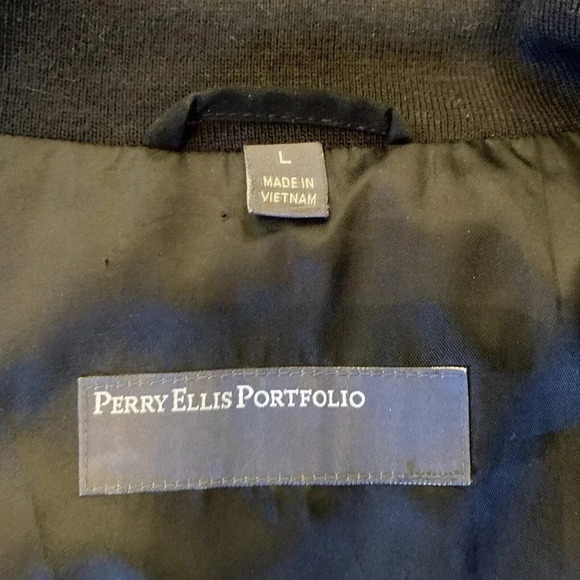 L
MADE IN
VIETNAM
PERRY ELLIS PORTFOLIO